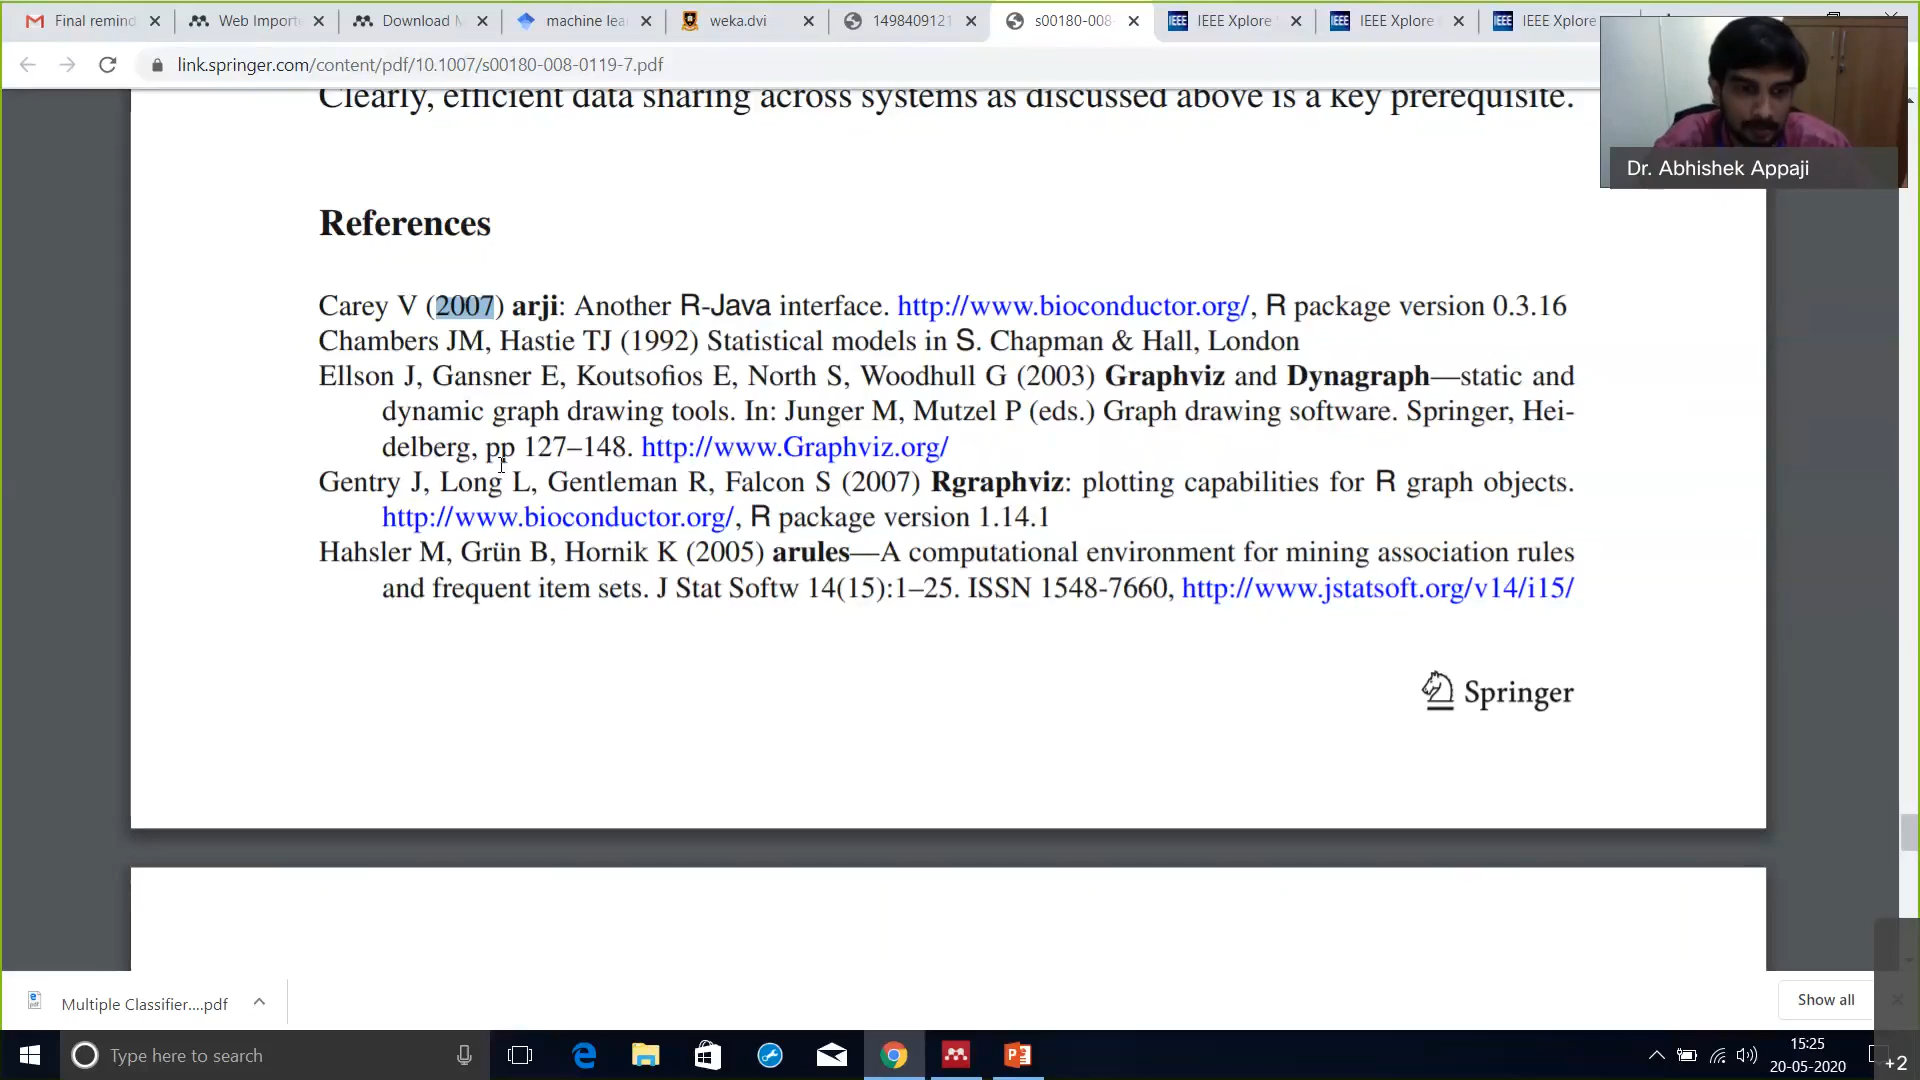 Final remind
Web Import
Download M
machine lea
weka.dvi
1498409121
s00180-008-
IEEE Xplore
IEEE Xplore
IEEE Xplore
link.springer.com/content/pdf/10.1007/s00180-008-0119-7.pdf
Clearly, efficient data sharing across systems as discussed above is a key prerequisite.
Dr. Abhishek Appaji
References
Carey V (2007) arji: Another R-Java interface. http://www.bioconductor.org/, R package version 0.3.16
Chambers JM, Hastie TJ (1992) Statistical models in S. Chapman & Hall, London
Ellson J, Gansner E, Koutsofios E, North S, Woodhull G (2003) Graphviz and Dynagraph—static and
dynamic graph drawing tools. In: Junger M, Mutzel P (eds.) Graph drawing software. Springer, Hei-
delberg, pp 127–148. http://www.Graphviz.org/
Gentry J, Long L, Gentleman R, Falcon S (2007) Rgraphviz: plotting capabilities for R graph objects.
http://www.bioconductor.org/, R package version 1.14.1
Hahsler M, Grün B, Hornik K (2005) arules—A computational environment for mining association rules
and frequent item sets. J Stat Softw 14(15):1–25. ISSN 1548-7660, http://www.jstatsoft.org/v14/i15/
Springer
Multiple Classifier....pdf
Show all
Type here to search
15:25
20-05-2020
+2